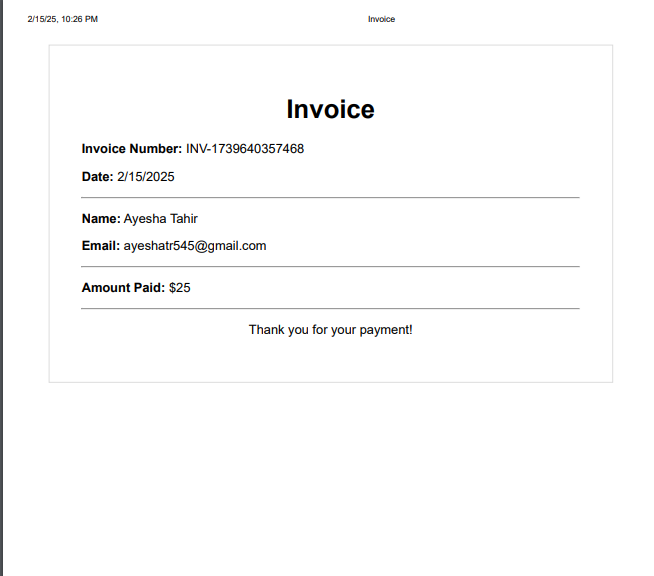 2/15/25, 10:26 PM Invoice
Invoice
Invoice Number: INV-1739640357468
Date: 2/15/2025
Name: Ayesha Tahir
Email: ayeshatr545@gmail.com
Amount Paid: $25
Thank you for your payment!